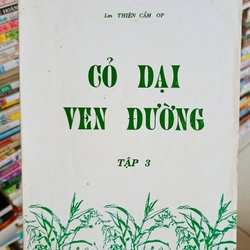 Lm THIỆN CẨM OP
CỎ DẠI
VEN ĐƯỜNG
TẬP 3